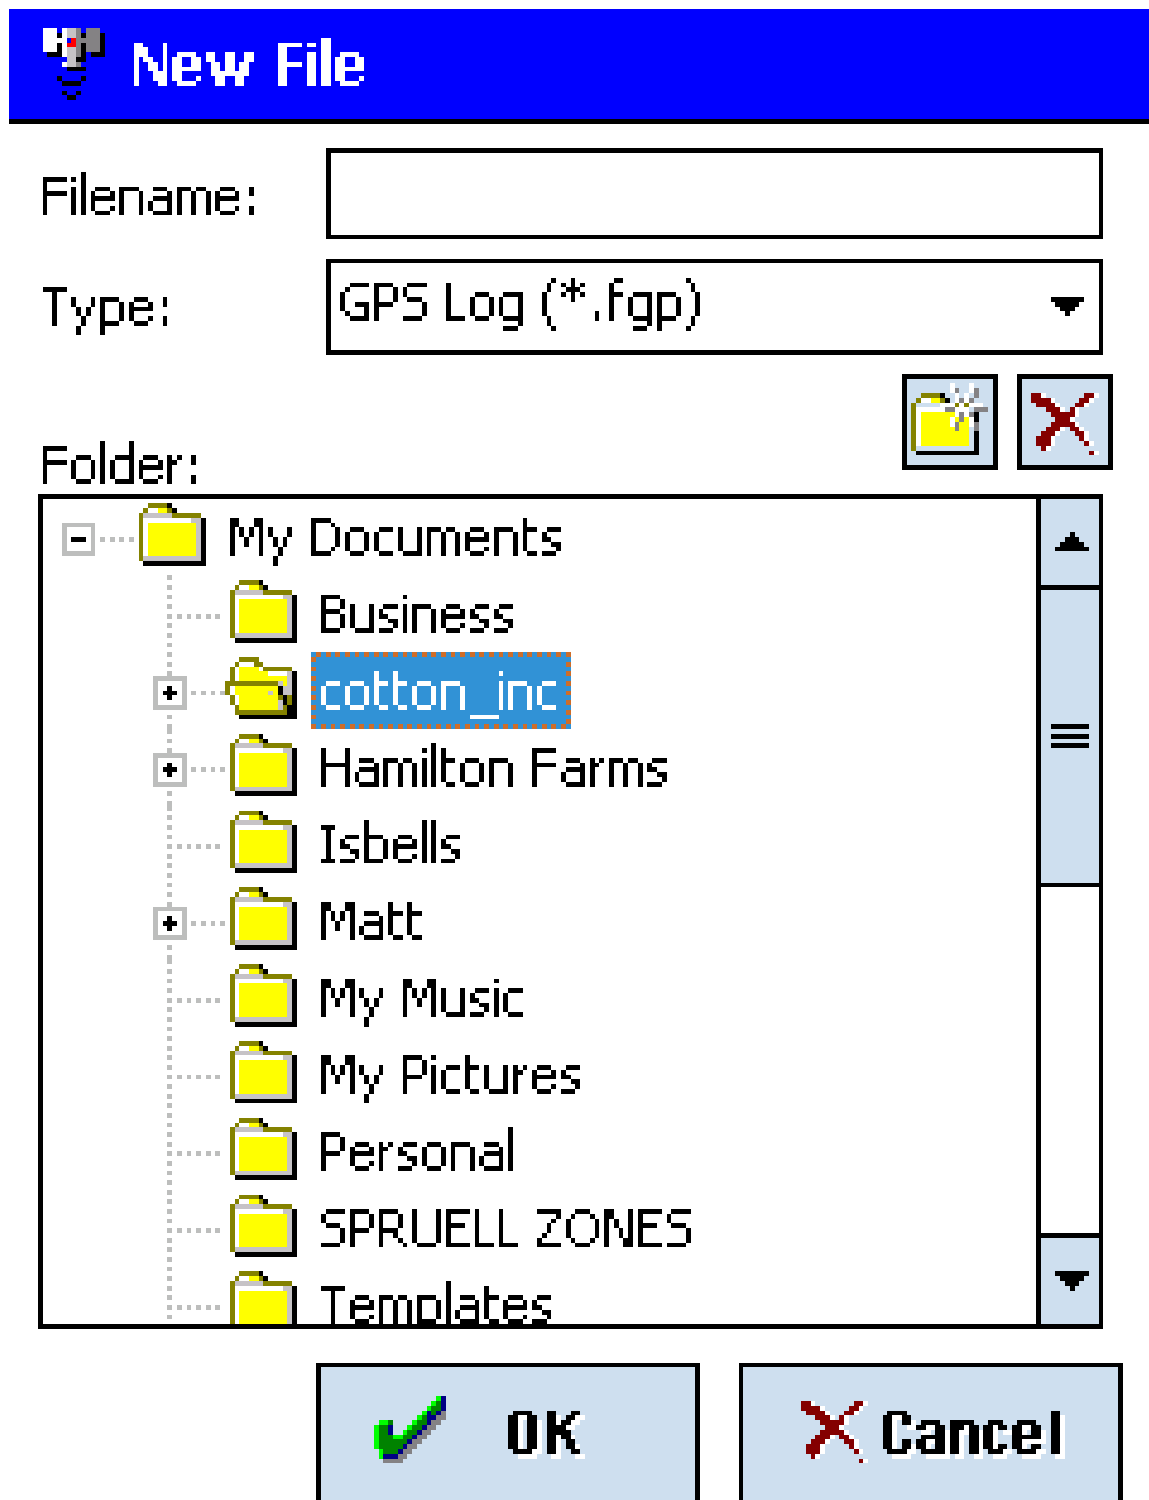 New File
Filename:
Type: GPS Log (*.fgp)
Folder:
My Documents
Business
cotton_inc
Hamilton Farms
Isbells
Matt
My Music
My Pictures
Personal
SPRUELL ZONES
Templates
OK Cancel